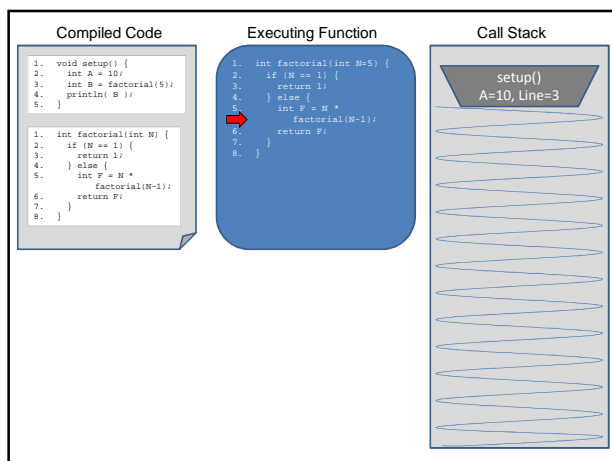 Compiled Code
1. void setup() {
2. int A = 10;
3. int B = factorial(5);
4. println( B );
5. }
1. int factorial(int N) {
2. if (N == 1) {
3. return 1;
4. } else {
5. int F = N *
factorial(N-1);
6. return F;
7. }
8. }
Executing Function
1. int factorial(int N=5) {
2. if (N == 1) {
3. return 1;
4. } else {
5. int F = N *
factorial(N-1);
6. return F;
7. }
8. }
Call Stack
setup()
A=10, Line=3